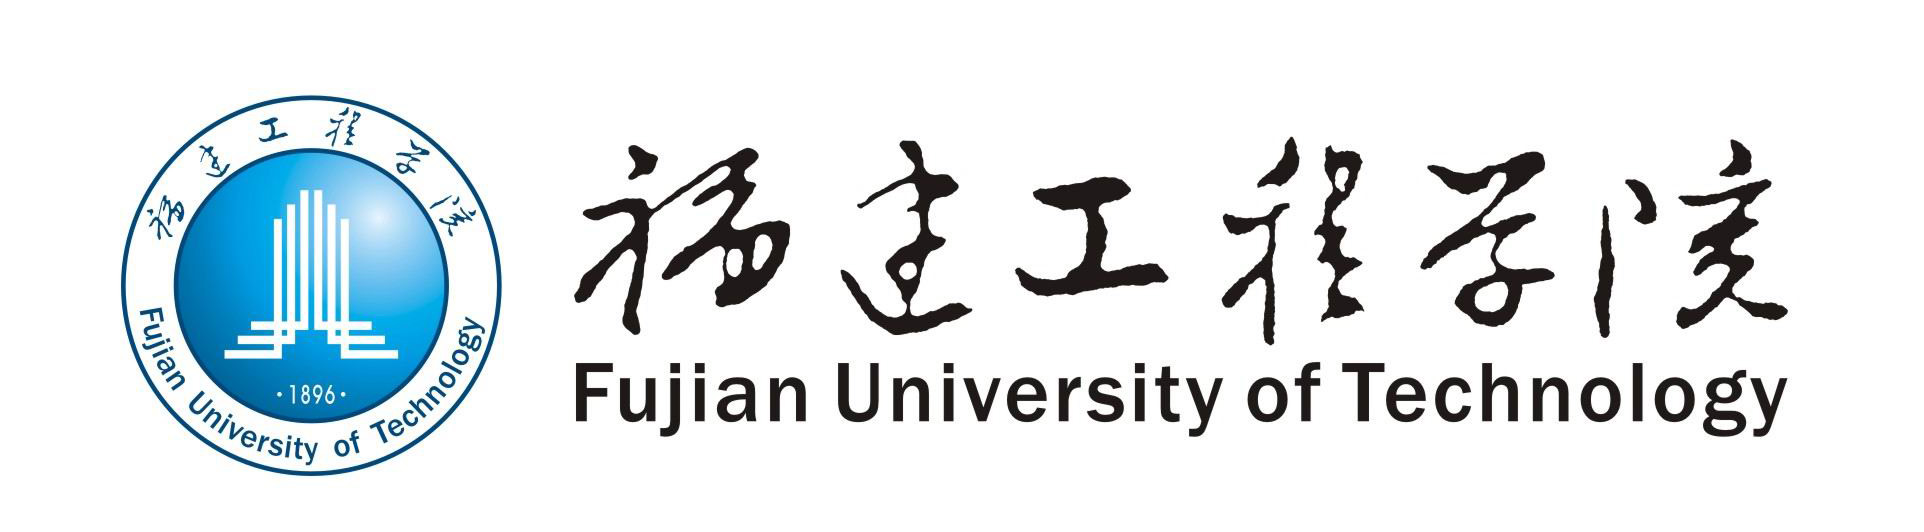 福建工程学院
Fujian University of Technology
·1896·
福建工程学院
Fujian University of Technology